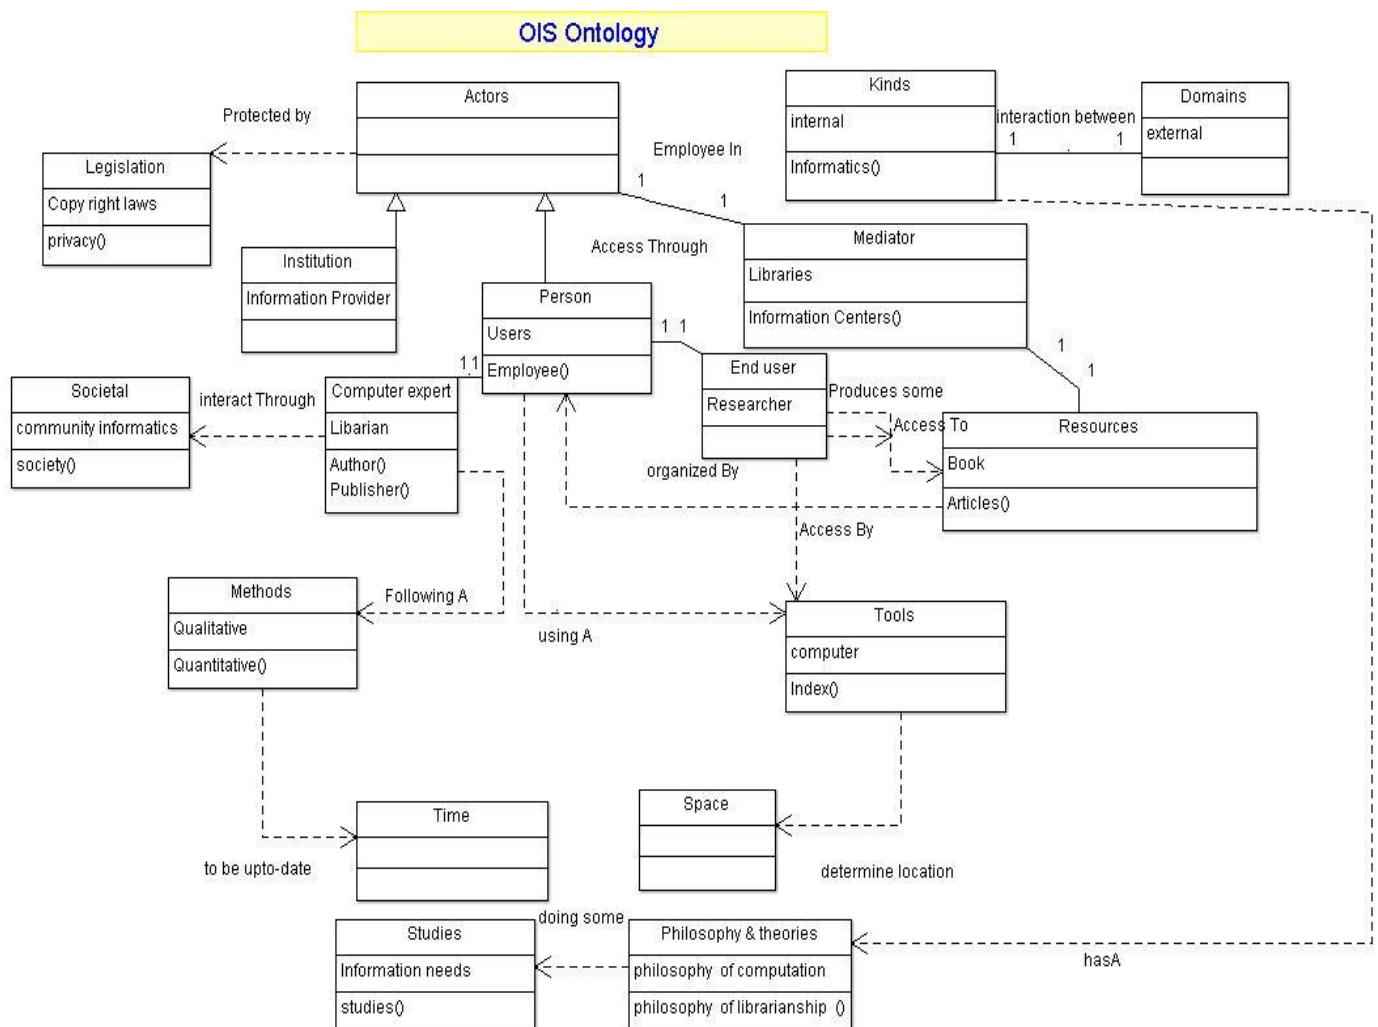 OIS Ontology
Actors
Kinds
internal
Informatics()
interaction between
1 . 1
Domains
external
Protected by
Legislation
Copy right laws
privacy()
Employee In
1
1
Institution
Information Provider
Access Through
Mediator
Libraries
Information Centers()
Person
Users
Employee()
1 1
1 1
1
1
End user
Researcher
Produces some
Access To
Resources
Book
Articles()
Societal
community informatics
society()
interact Through
Computer expert
Libarian
Author()
Publisher()
organized By
Access By
Methods
Qualitative
Quantitative()
Following A
using A
Tools
computer
Index()
Time
to be upto-date
Space
determine location
Studies
Information needs
studies()
doing some
Philosophy & theories
philosophy of computation
philosophy of librarianship ()
hasA